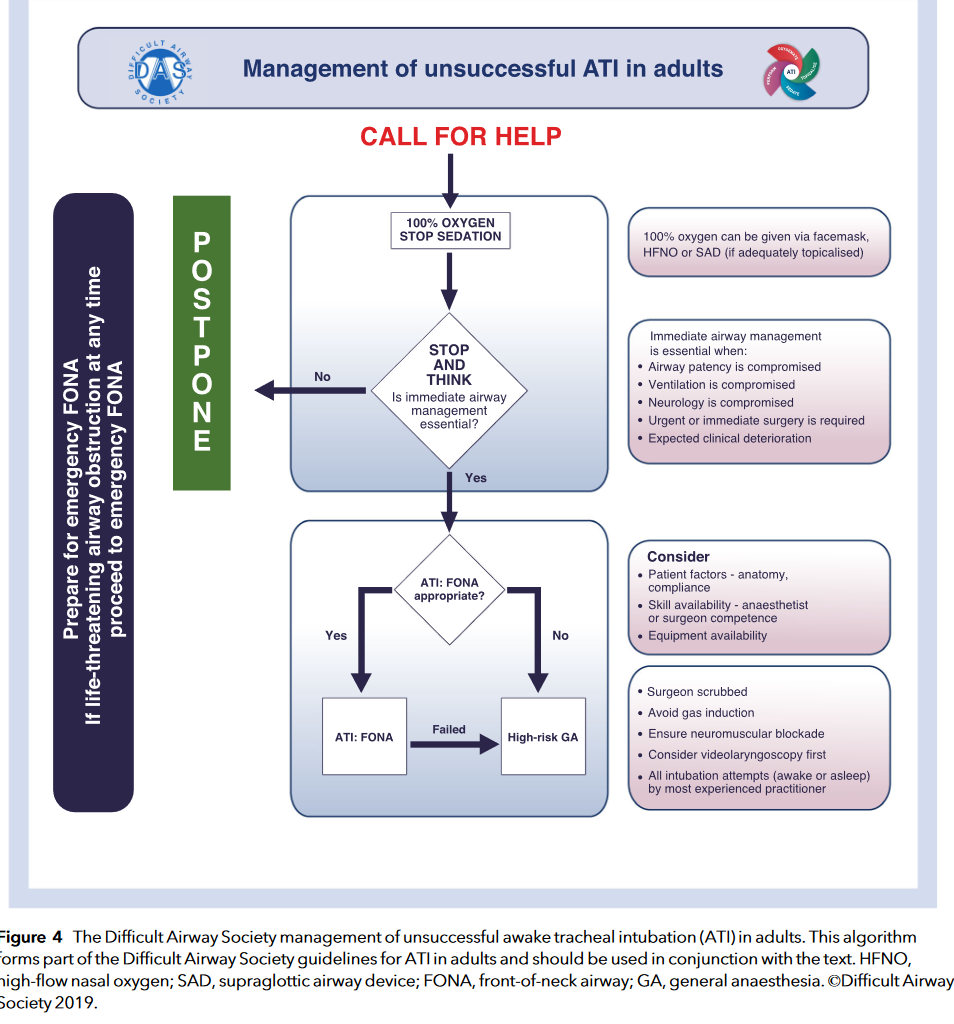 DIFFICULT AIRWAY
DAS
SOCIETY
Management of unsuccessful ATI in adults
OXYGENATE
TOPICALISE
SEDATE
PERFORM
ATI
CALL FOR HELP
Prepare for emergency FONA
If life-threatening airway obstruction at any time
proceed to emergency FONA
POSTPONE
100% OXYGEN
STOP SEDATION
100% oxygen can be given via facemask,
HFNO or SAD (if adequately topicalised)
STOP
AND
THINK
Is immediate airway
management
essential?
No
Yes
Immediate airway management
is essential when:
• Airway patency is compromised
• Ventilation is compromised
• Neurology is compromised
• Urgent or immediate surgery is required
• Expected clinical deterioration
ATI: FONA
appropriate?
Yes
No
ATI: FONA
Failed
High-risk GA
Consider
• Patient factors - anatomy,
compliance
• Skill availability - anaesthetist
or surgeon competence
• Equipment availability
• Surgeon scrubbed
• Avoid gas induction
• Ensure neuromuscular blockade
• Consider videolaryngoscopy first
• All intubation attempts (awake or asleep)
by most experienced practitioner
Figure 4 The Difficult Airway Society management of unsuccessful awake tracheal intubation (ATI) in adults. This algorithm
forms part of the Difficult Airway Society guidelines for ATI in adults and should be used in conjunction with the text. HFNO,
high-flow nasal oxygen; SAD, supraglottic airway device; FONA, front-of-neck airway; GA, general anaesthesia. ©Difficult Airway
Society 2019.